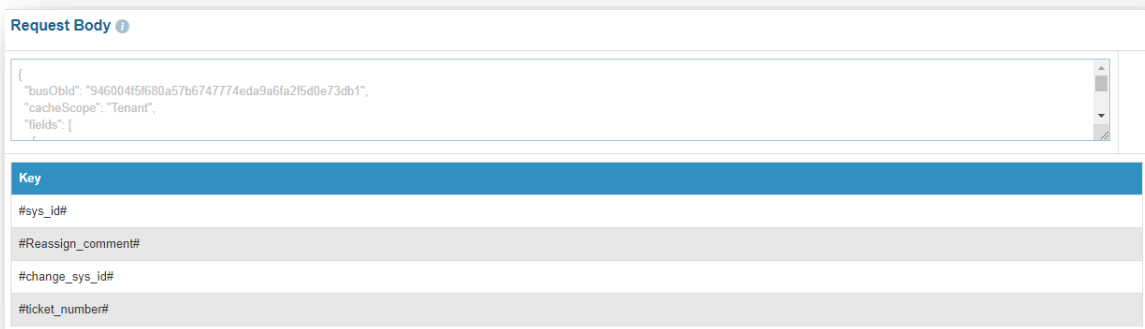 Request Body
{
"busObId": "946004f5f680a57b6747774eda9a6fa2f5d0e73db1",
"cacheScope": "Tenant",
"fields": [
{
Key
#sys_id#
#Reassign_comment#
#change_sys_id#
#ticket_number#